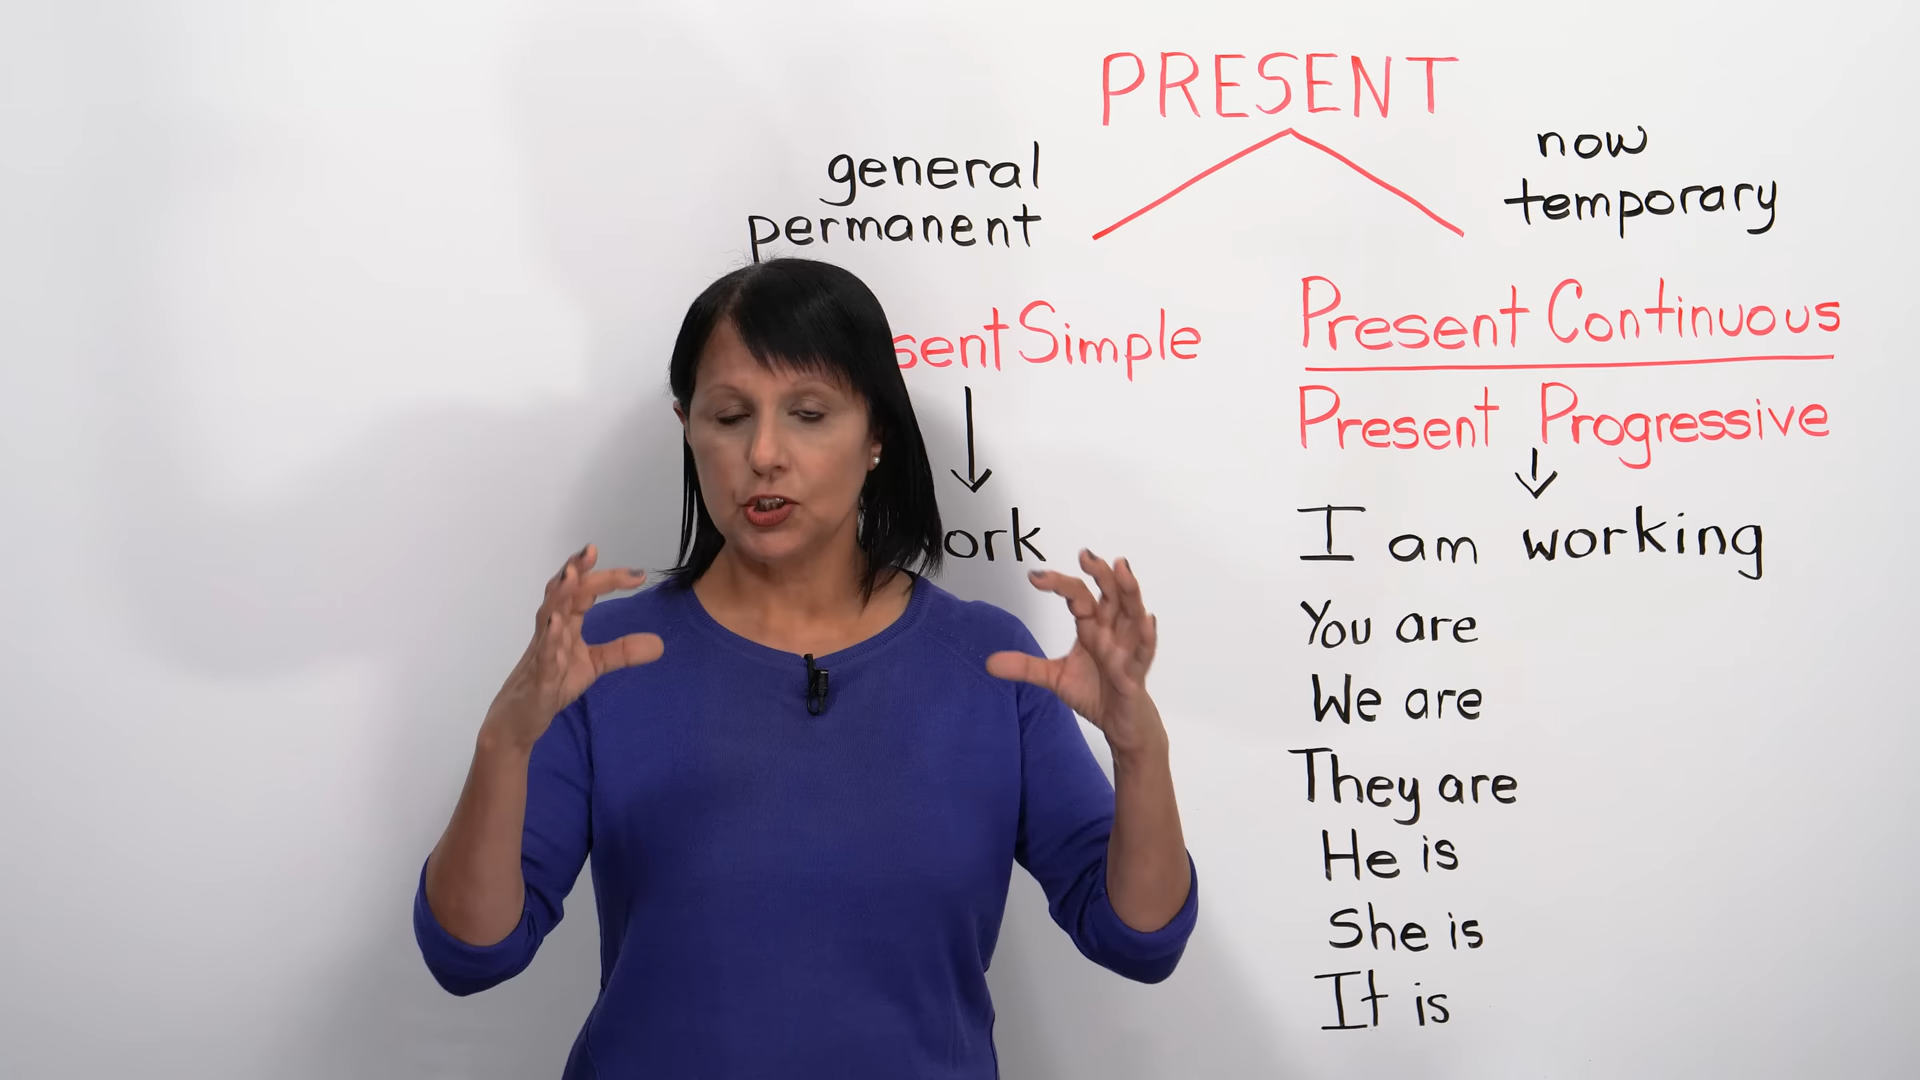 PRESENT
general
permanent
now
temporary
sent Simple
Present Continuous
Present Progressive
ork
I am working
You are
We are
They are
He is
She is
It is